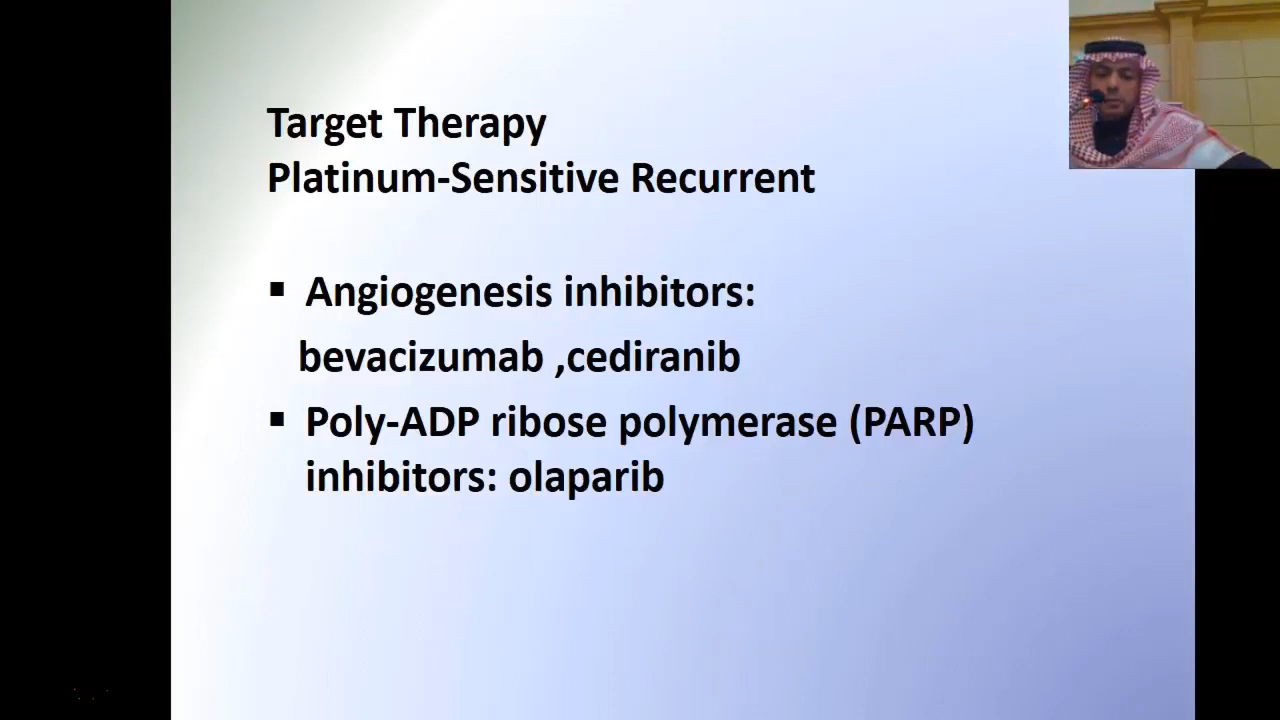 Target Therapy
Platinum-Sensitive Recurrent
▪ Angiogenesis inhibitors:
bevacizumab ,cediranib
▪ Poly-ADP ribose polymerase (PARP)
inhibitors: olaparib